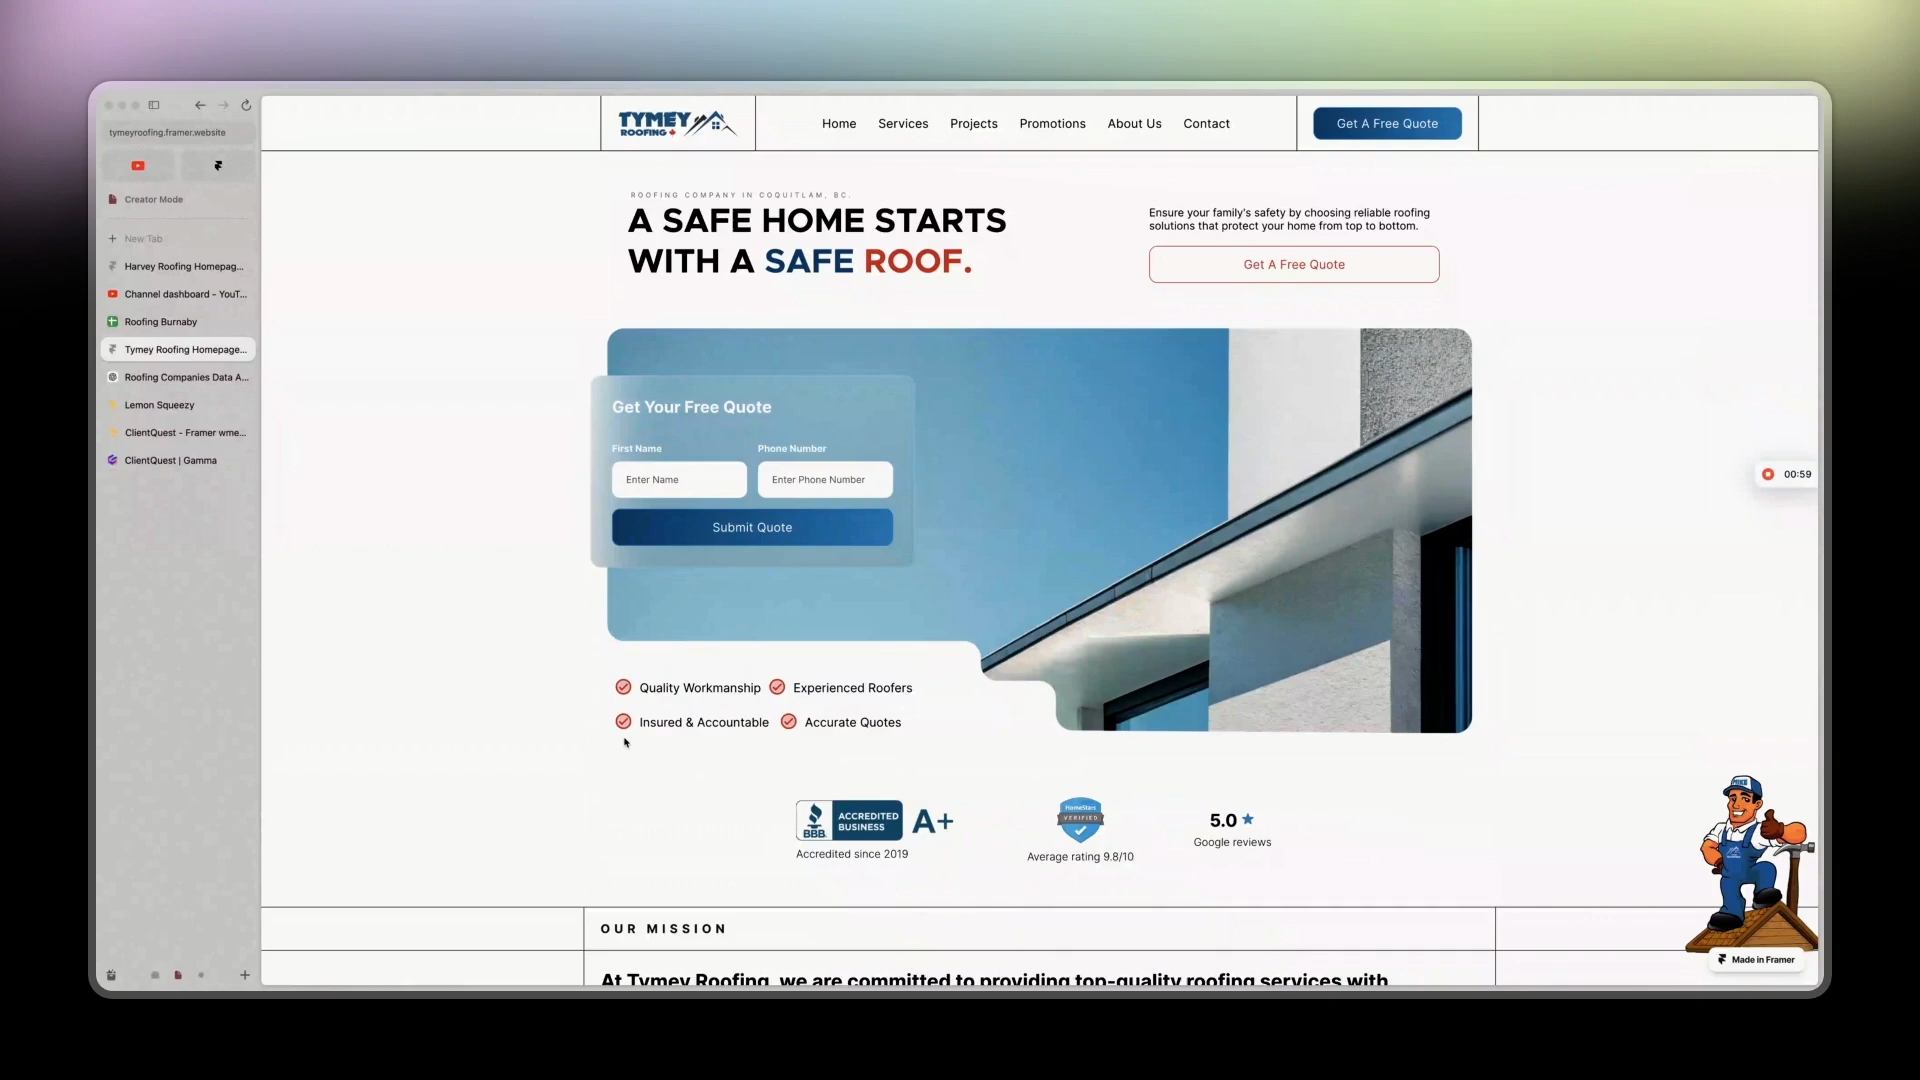 tymeyroofing.framer.website
Creator Mode
New Tab
Harvey Roofing Homepag...
Channel dashboard - YouT...
Roofing Burnaby
Tymey Roofing Homepage...
Roofing Companies Data A...
Lemon Squeezy
ClientQuest - Framer wme...
ClientQuest | Gamma
TYMEY
ROOFING
Home Services Projects Promotions About Us Contact
Get A Free Quote
ROOFING COMPANY IN COQUITLAM, BC.
A SAFE HOME STARTS
WITH A SAFE ROOF.
Ensure your family's safety by choosing reliable roofing
solutions that protect your home from top to bottom.
Get A Free Quote
Get Your Free Quote
First Name Phone Number
Enter Name Enter Phone Number
Submit Quote
00:59
Quality Workmanship Experienced Roofers
Insured & Accountable Accurate Quotes
BBB. ACCREDITED
BUSINESS A+
Accredited since 2019
HomeStars
VERIFIED
Average rating 9.8/10
5.0
Google reviews
OUR MISSION
At Tymey Roofing, we are committed to providing top-quality roofing services with
Made in Framer